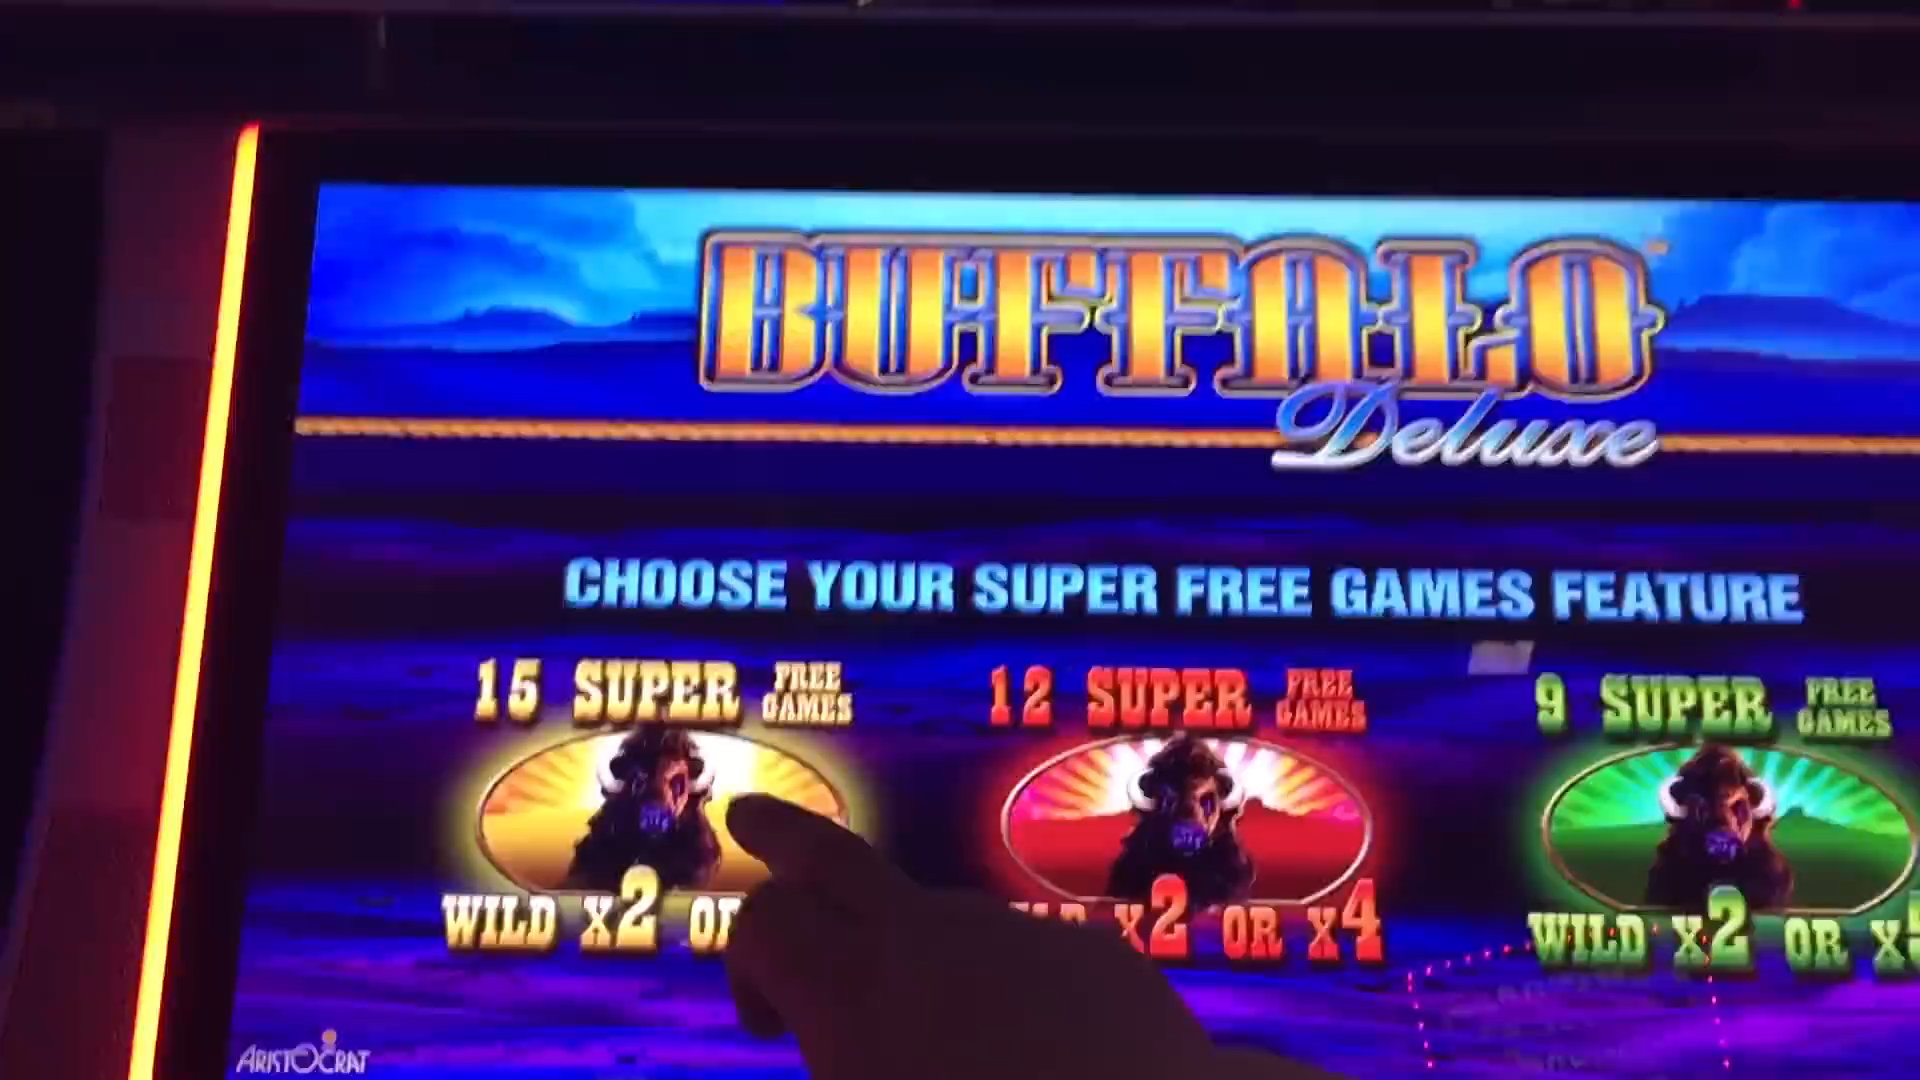 BUFFALO
Deluxe
CHOOSE YOUR SUPER FREE GAMES FEATURE
15 SUPER FREE GAMES
12 SUPER FREE GAMES
9 SUPER FREE GAMES
WILD X2 OR
X2 OR X4
WILD X2 OR X5
ARISTOCRAT